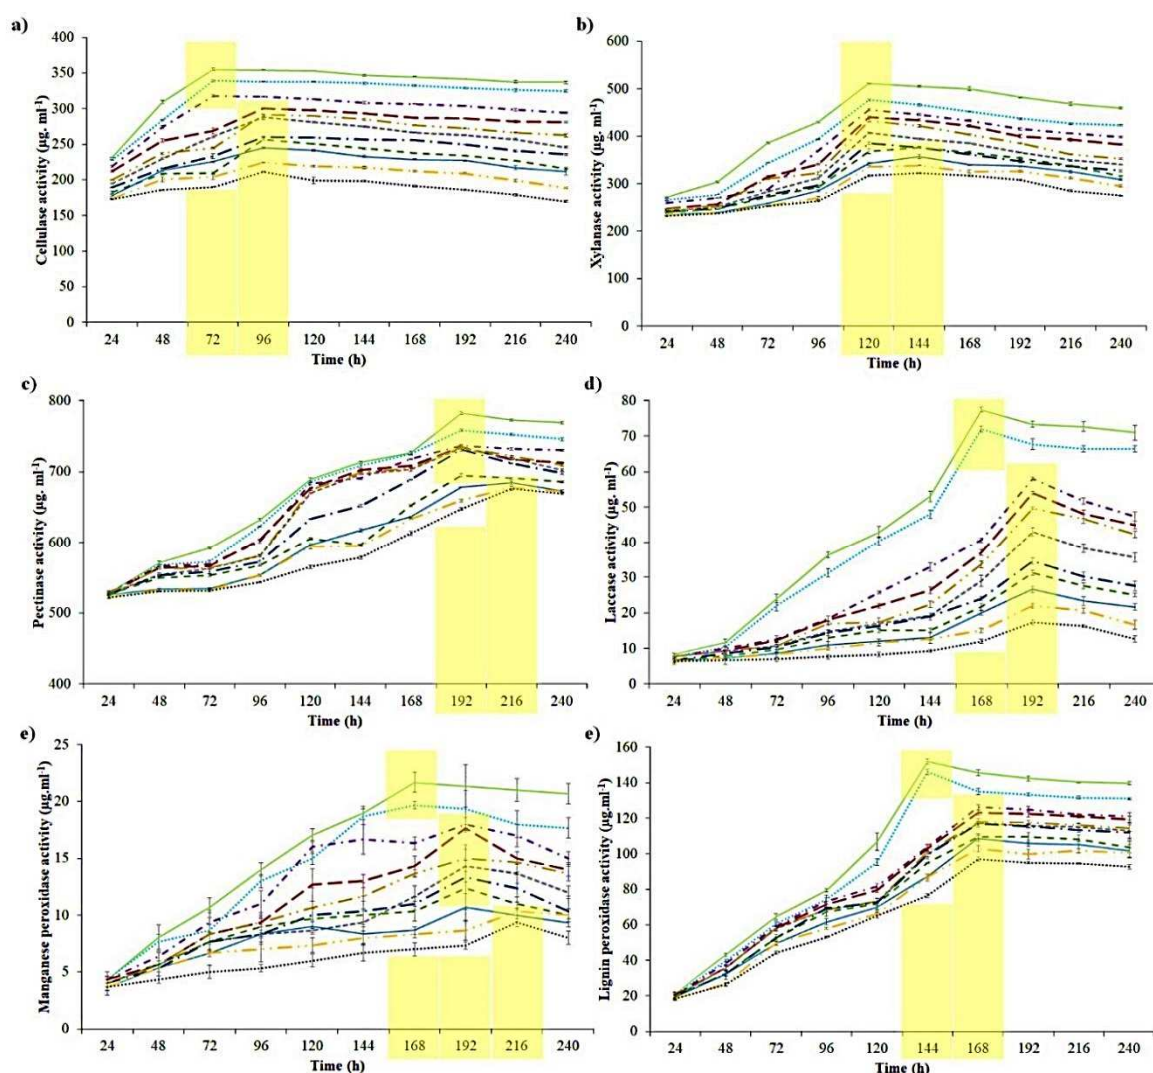 a)
Cellulase activity (µg. ml-1)
400
350
300
250
200
150
100
50
0
24 48 72 96 120 144 168 192 216 240
Time (h)
b)
Xylanase activity (µg. ml-1)
600
500
400
300
200
100
0
24 48 72 96 120 144 168 192 216 240
Time (h)
c)
Pectinase activity (µg. ml-1)
800
700
600
500
400
24 48 72 96 120 144 168 192 216 240
Time (h)
d)
Laccase activity (µg. ml-1)
80
70
60
50
40
30
20
10
0
24 48 72 96 120 144 168 192 216 240
Time (h)
e)
Manganese peroxidase activity (µg.ml-1)
25
20
15
10
5
0
24 48 72 96 120 144 168 192 216 240
Time (h)
e)
Lignin peroxidase activity (µg.ml-1)
160
140
120
100
80
60
40
20
0
24 48 72 96 120 144 168 192 216 240
Time (h)